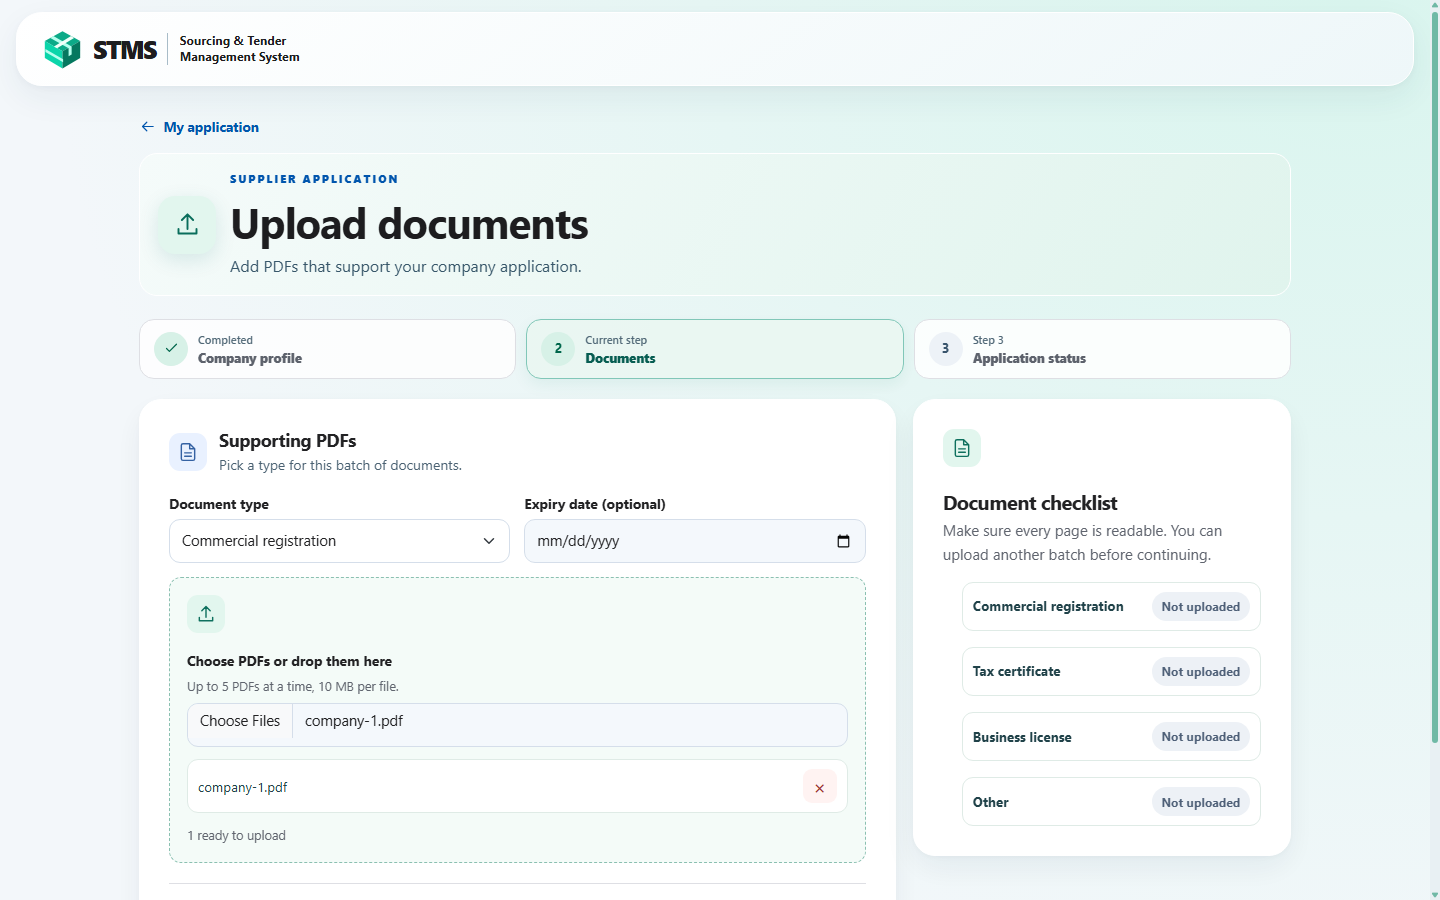 STMS
Sourcing & Tender
Management System
My application
SUPPLIER APPLICATION
Upload documents
Add PDFs that support your company application.
Completed
Company profile
2
Current step
Documents
3
Step 3
Application status
Supporting PDFs
Pick a type for this batch of documents.
Document type
Expiry date (optional)
Commercial registration
mm/dd/yyyy
Choose PDFs or drop them here
Up to 5 PDFs at a time, 10 MB per file.
Choose Files
company-1.pdf
company-1.pdf
1 ready to upload
Document checklist
Make sure every page is readable. You can
upload another batch before continuing.
Commercial registration
Not uploaded
Tax certificate
Not uploaded
Business license
Not uploaded
Other
Not uploaded